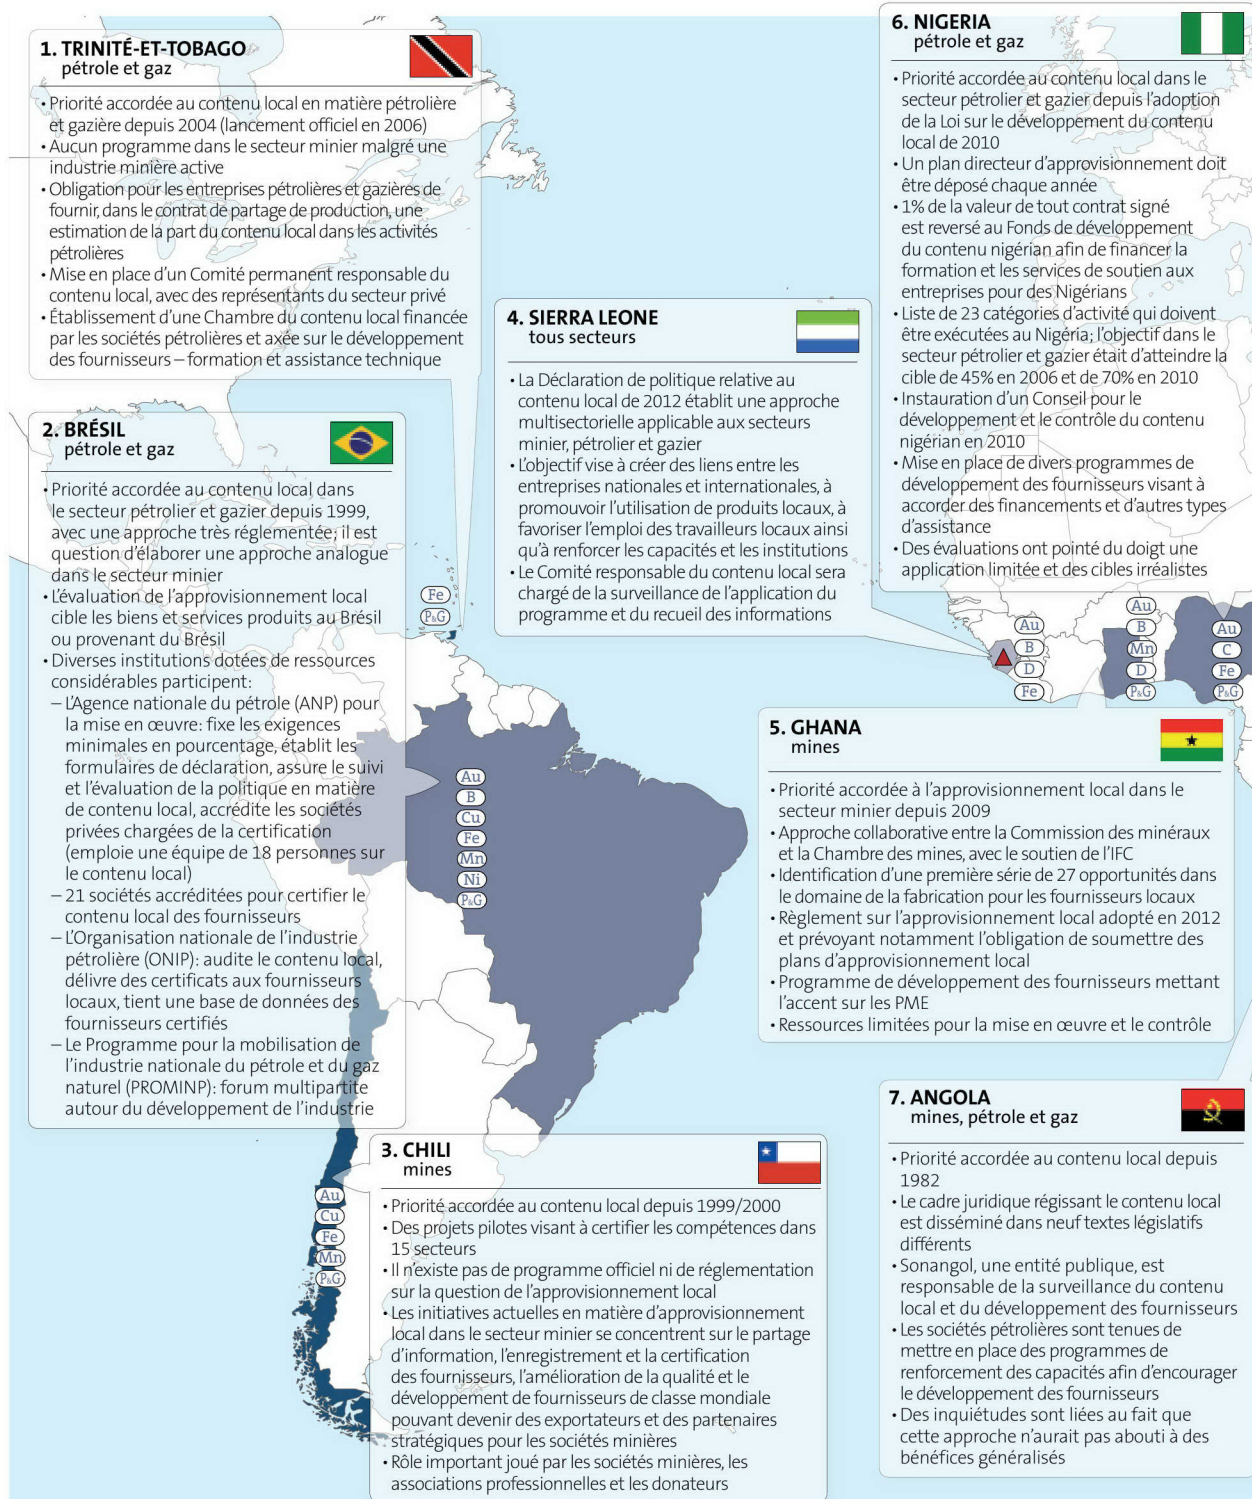 1. TRINITÉ-ET-TOBAGO
pétrole et gaz
• Priorité accordée au contenu local en matière pétrolière
et gazière depuis 2004 (lancement officiel en 2006)
• Aucun programme dans le secteur minier malgré une
industrie minière active
• Obligation pour les entreprises pétrolières et gazières de
fournir, dans le contrat de partage de production, une
estimation de la part du contenu local dans les activités
pétrolières
• Mise en place d’un Comité permanent responsable du
contenu local, avec des représentants du secteur privé
• Établissement d’une Chambre du contenu local financée
par les sociétés pétrolières et axée sur le développement
des fournisseurs – formation et assistance technique
2. BRÉSIL
pétrole et gaz
• Priorité accordée au contenu local dans
le secteur pétrolier et gazier depuis 1999,
avec une approche très réglementée; il est
question d’élaborer une approche analogue
dans le secteur minier
• L’évaluation de l’approvisionnement local
cible les biens et services produits au Brésil
ou provenant du Brésil
• Diverses institutions dotées de ressources
considérables participent:
– L’Agence nationale du pétrole (ANP) pour
la mise en œuvre: fixe les exigences
minimales en pourcentage, établit les
formulaires de déclaration, assure le suivi
et l’évaluation de la politique en matière
de contenu local, accrédite les sociétés
privées chargées de la certification
(emploie une équipe de 18 personnes sur
le contenu local)
– 21 sociétés accréditées pour certifier le
contenu local des fournisseurs
– L’Organisation nationale de l’industrie
pétrolière (ONIP): audite le contenu local,
délivre des certificats aux fournisseurs
locaux, tient une base de données des
fournisseurs certifiés
– Le Programme pour la mobilisation de
l’industrie nationale du pétrole et du gaz
naturel (PROMINP): forum multipartite
autour du développement de l’industrie
Fe
P&G
Au
B
Cu
Fe
Mn
Ni
P&G
3. CHILI
mines
• Priorité accordée au contenu local depuis 1999/2000
• Des projets pilotes visant à certifier les compétences dans
15 secteurs
• Il n’existe pas de programme officiel ni de réglementation
sur la question de l’approvisionnement local
• Les initiatives actuelles en matière d’approvisionnement
local dans le secteur minier se concentrent sur le partage
d’information, l’enregistrement et la certification
des fournisseurs, l’amélioration de la qualité et le
développement de fournisseurs de classe mondiale
pouvant devenir des exportateurs et des partenaires
stratégiques pour les sociétés minières
• Rôle important joué par les sociétés minières, les
associations professionnelles et les donateurs
Au
Cu
Fe
Mn
P&G
4. SIERRA LEONE
tous secteurs
• La Déclaration de politique relative au
contenu local de 2012 établit une approche
multisectorielle applicable aux secteurs
minier, pétrolier et gazier
• L’objectif vise à créer des liens entre les
entreprises nationales et internationales, à
promouvoir l’utilisation de produits locaux, à
favoriser l’emploi des travailleurs locaux ainsi
qu’à renforcer les capacités et les institutions
• Le Comité responsable du contenu local sera
chargé de la surveillance de l’application du
programme et du recueil des informations
Au
B
D
Fe
5. GHANA
mines
• Priorité accordée à l’approvisionnement local dans le
secteur minier depuis 2009
• Approche collaborative entre la Commission des minéraux
et la Chambre des mines, avec le soutien de l’IFC
• Identification d’une première série de 27 opportunités dans
le domaine de la fabrication pour les fournisseurs locaux
• Règlement sur l’approvisionnement local adopté en 2012
et prévoyant notamment l’obligation de soumettre des
plans d’approvisionnement local
• Programme de développement des fournisseurs mettant
l’accent sur les PME
• Ressources limitées pour la mise en œuvre et le contrôle
Au
B
Mn
D
P&G
6. NIGERIA
pétrole et gaz
• Priorité accordée au contenu local dans le
secteur pétrolier et gazier depuis l’adoption
de la Loi sur le développement du contenu
local de 2010
• Un plan directeur d’approvisionnement doit
être déposé chaque année
• 1% de la valeur de tout contrat signé
est reversé au Fonds de développement
du contenu nigérian afin de financer la
formation et les services de soutien aux
entreprises pour des Nigérians
• Liste de 23 catégories d’activité qui doivent
être exécutées au Nigéria; l’objectif dans le
secteur pétrolier et gazier était d’atteindre la
cible de 45% en 2006 et de 70% en 2010
• Instauration d’un Conseil pour le
développement et le contrôle du contenu
nigérian en 2010
• Mise en place de divers programmes de
développement des fournisseurs visant à
accorder des financements et d’autres types
d’assistance
• Des évaluations ont pointé du doigt une
application limitée et des cibles irréalistes
Au
C
Fe
P&G
7. ANGOLA
mines, pétrole et gaz
• Priorité accordée au contenu local depuis
1982
• Le cadre juridique régissant le contenu local
est disséminé dans neuf textes législatifs
différents
• Sonangol, une entité publique, est
responsable de la surveillance du contenu
local et du développement des fournisseurs
• Les sociétés pétrolières sont tenues de
mettre en place des programmes de
renforcement des capacités afin d’encourager
le développement des fournisseurs
• Des inquiétudes sont liées au fait que
cette approche n’aurait pas abouti à des
bénéfices généralisés